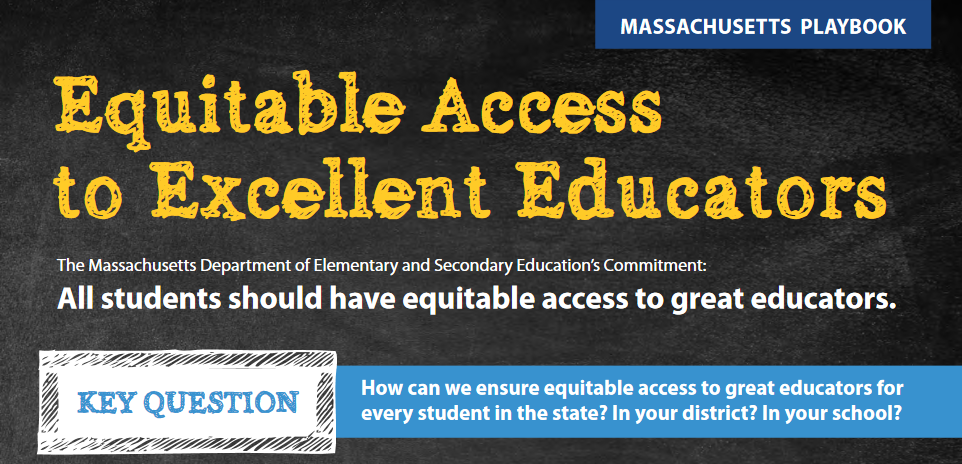 MASSACHUSETTS PLAYBOOK
Equitable Access
to Excellent Educators
The Massachusetts Department of Elementary and Secondary Education's Commitment:
All students should have equitable access to great educators.
KEY QUESTION
How can we ensure equitable access to great educators for
every student in the state? In your district? In your school?